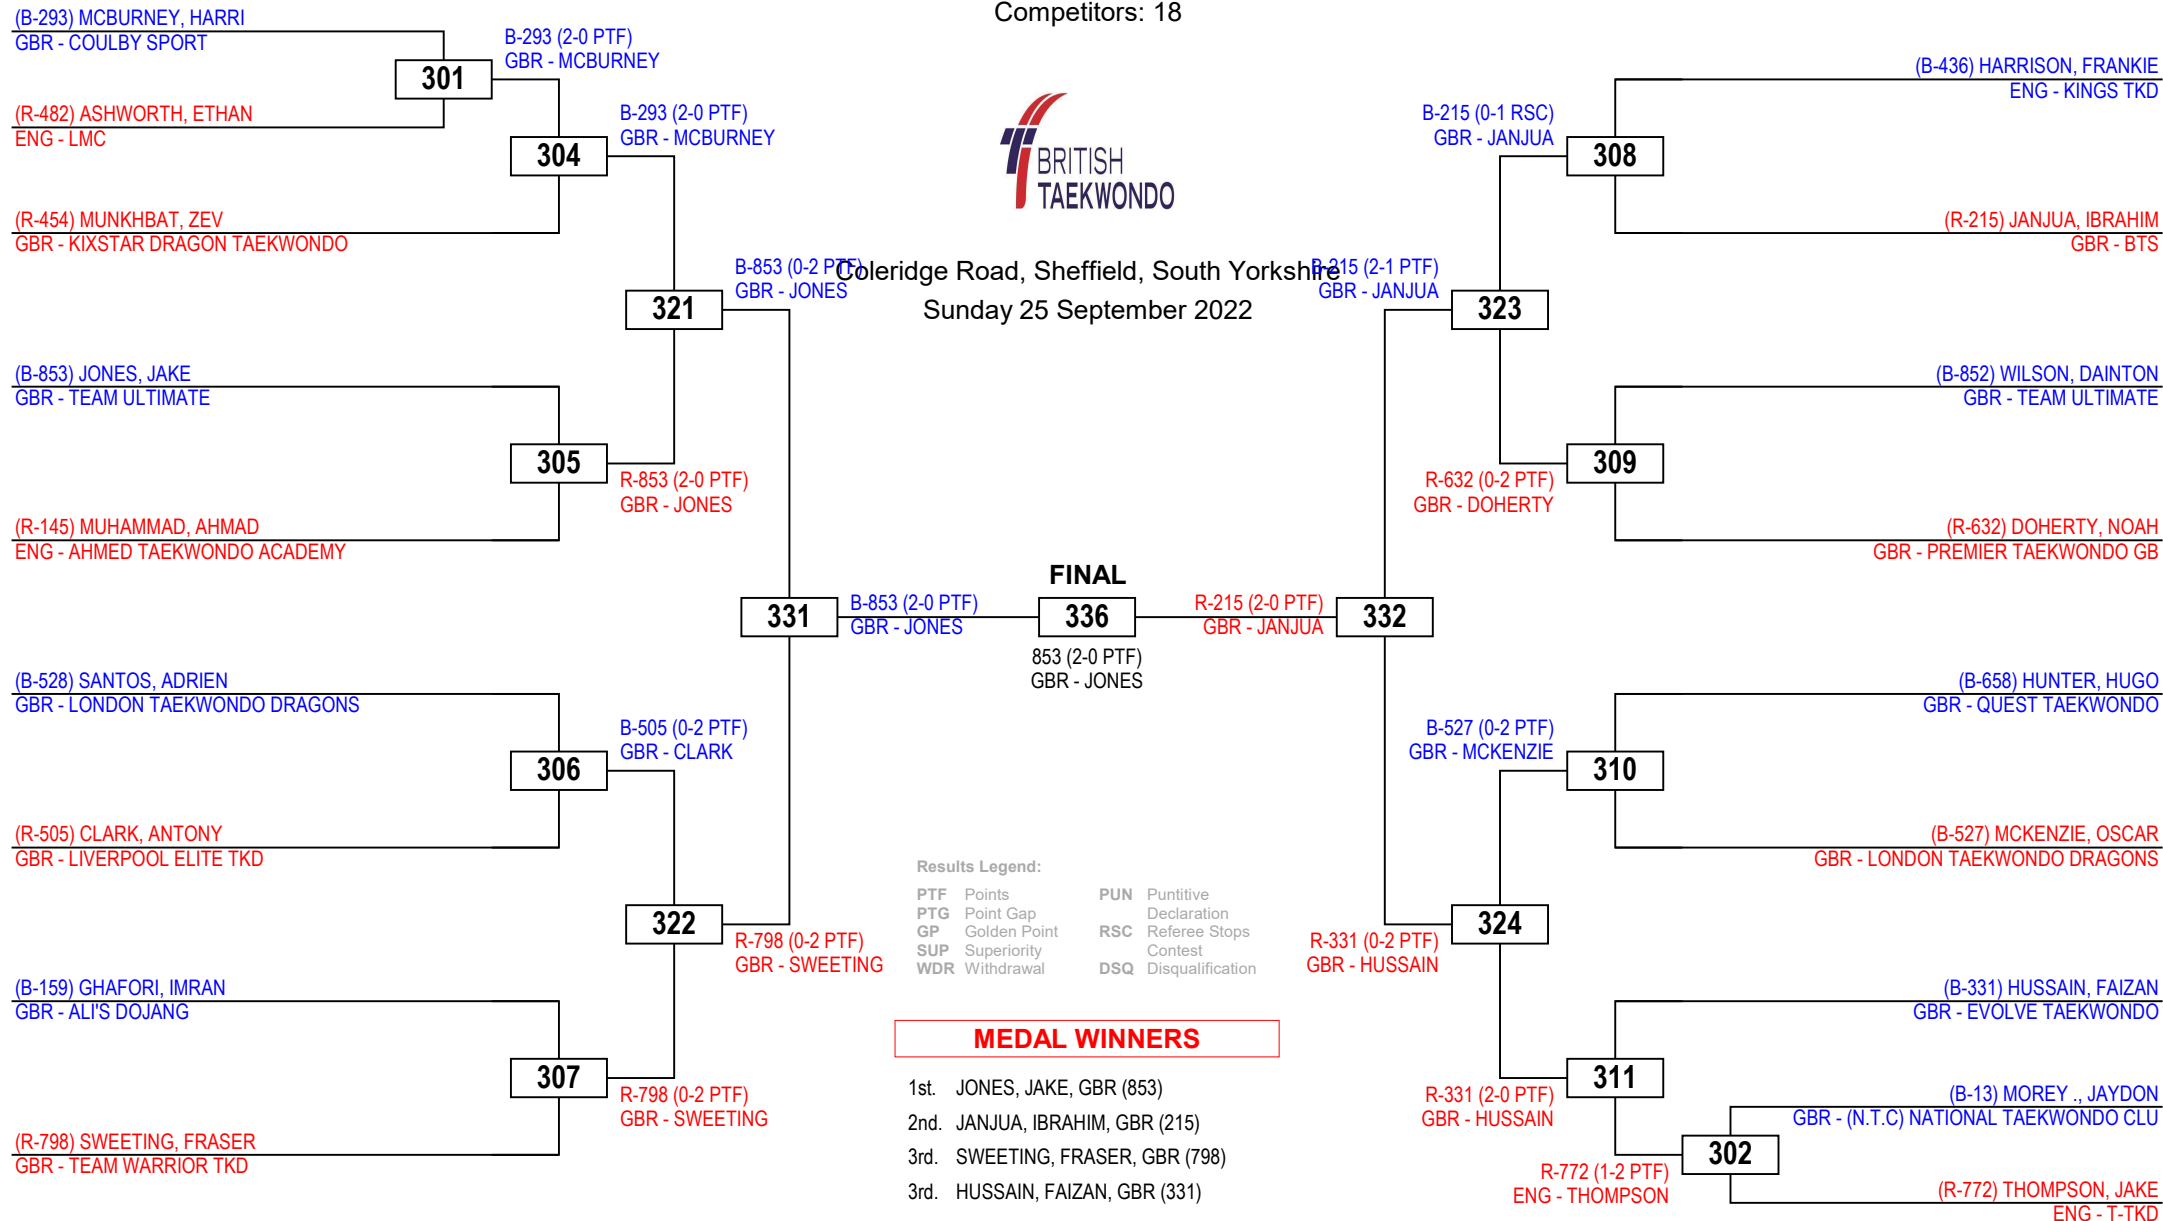 Competitors: 18
BRITISH
TAEKWONDO
Coleridge Road, Sheffield, South Yorkshire
Sunday 25 September 2022
(B-293) MCBURNEY, HARRI
GBR - COULBY SPORT
301
(R-482) ASHWORTH, ETHAN
ENG - LMC
B-293 (2-0 PTF)
GBR - MCBURNEY
304
(R-454) MUNKHBAT, ZEV
GBR - KIXSTAR DRAGON TAEKWONDO
B-293 (2-0 PTF)
GBR - MCBURNEY
321
B-853 (0-2 PTF)
GBR - JONES
(B-853) JONES, JAKE
GBR - TEAM ULTIMATE
305
(R-145) MUHAMMAD, AHMAD
ENG - AHMED TAEKWONDO ACADEMY
R-853 (2-0 PTF)
GBR - JONES
331
B-853 (2-0 PTF)
GBR - JONES
(B-528) SANTOS, ADRIEN
GBR - LONDON TAEKWONDO DRAGONS
306
(R-505) CLARK, ANTONY
GBR - LIVERPOOL ELITE TKD
B-505 (0-2 PTF)
GBR - CLARK
322
R-798 (0-2 PTF)
GBR - SWEETING
(B-159) GHAFORI, IMRAN
GBR - ALI'S DOJANG
307
(R-798) SWEETING, FRASER
GBR - TEAM WARRIOR TKD
R-798 (0-2 PTF)
GBR - SWEETING
FINAL
336
853 (2-0 PTF)
GBR - JONES
(B-436) HARRISON, FRANKIE
ENG - KINGS TKD
308
(R-215) JANJUA, IBRAHIM
GBR - BTS
B-215 (0-1 RSC)
GBR - JANJUA
323
B-215 (2-1 PTF)
GBR - JANJUA
(B-852) WILSON, DAINTON
GBR - TEAM ULTIMATE
309
(R-632) DOHERTY, NOAH
GBR - PREMIER TAEKWONDO GB
R-632 (0-2 PTF)
GBR - DOHERTY
332
R-215 (2-0 PTF)
GBR - JANJUA
(B-658) HUNTER, HUGO
GBR - QUEST TAEKWONDO
310
(B-527) MCKENZIE, OSCAR
GBR - LONDON TAEKWONDO DRAGONS
B-527 (0-2 PTF)
GBR - MCKENZIE
324
R-331 (0-2 PTF)
GBR - HUSSAIN
(B-331) HUSSAIN, FAIZAN
GBR - EVOLVE TAEKWONDO
311
R-331 (2-0 PTF)
GBR - HUSSAIN
(B-13) MOREY ., JAYDON
GBR - (N.T.C) NATIONAL TAEKWONDO CLU
302
(R-772) THOMPSON, JAKE
ENG - T-TKD
R-772 (1-2 PTF)
ENG - THOMPSON
Results Legend:
PTF Points
PTG Point Gap
GP Golden Point
SUP Superiority
WDR Withdrawal
PUN Puntitive
Declaration
RSC Referee Stops
Contest
DSQ Disqualification
MEDAL WINNERS
1st. JONES, JAKE, GBR (853)
2nd. JANJUA, IBRAHIM, GBR (215)
3rd. SWEETING, FRASER, GBR (798)
3rd. HUSSAIN, FAIZAN, GBR (331)